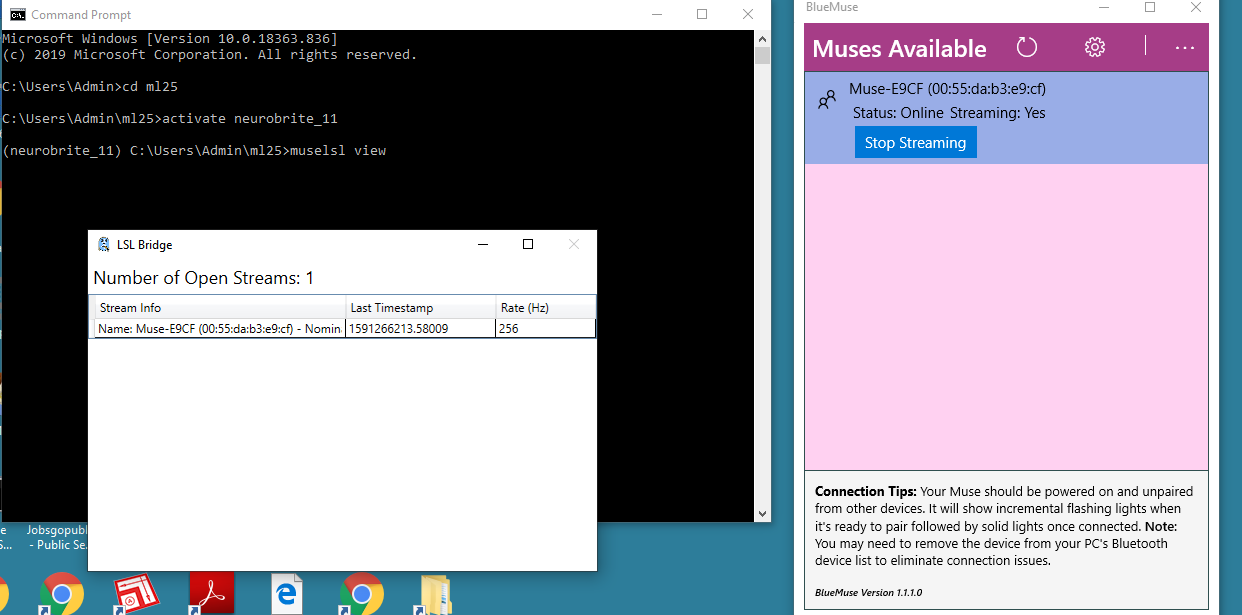 Command Prompt
Microsoft Windows [Version 10.0.18363.836]
(c) 2019 Microsoft Corporation. All rights reserved.
C:\Users\Admin>cd ml25
C:\Users\Admin\ml25>activate neurobrite_11
(neurobrite_11) C:\Users\Admin\ml25>muselsl view
LSL Bridge
Number of Open Streams: 1
Stream Info Last Timestamp Rate (Hz)
Name: Muse-E9CF (00:55:da:b3:e9:cf) - Nomin 1591266213.58009 256
Jobsgopubl
- Public Se.
BlueMuse
Muses Available
Muse-E9CF (00:55:da:b3:e9:cf)
Status: Online Streaming: Yes
Stop Streaming
Connection Tips: Your Muse should be powered on and unpaired
from other devices. It will show incremental flashing lights when
it's ready to pair followed by solid lights once connected. Note:
You may need to remove the device from your PC's Bluetooth
device list to eliminate connection issues.
BlueMuse Version 1.1.1.0